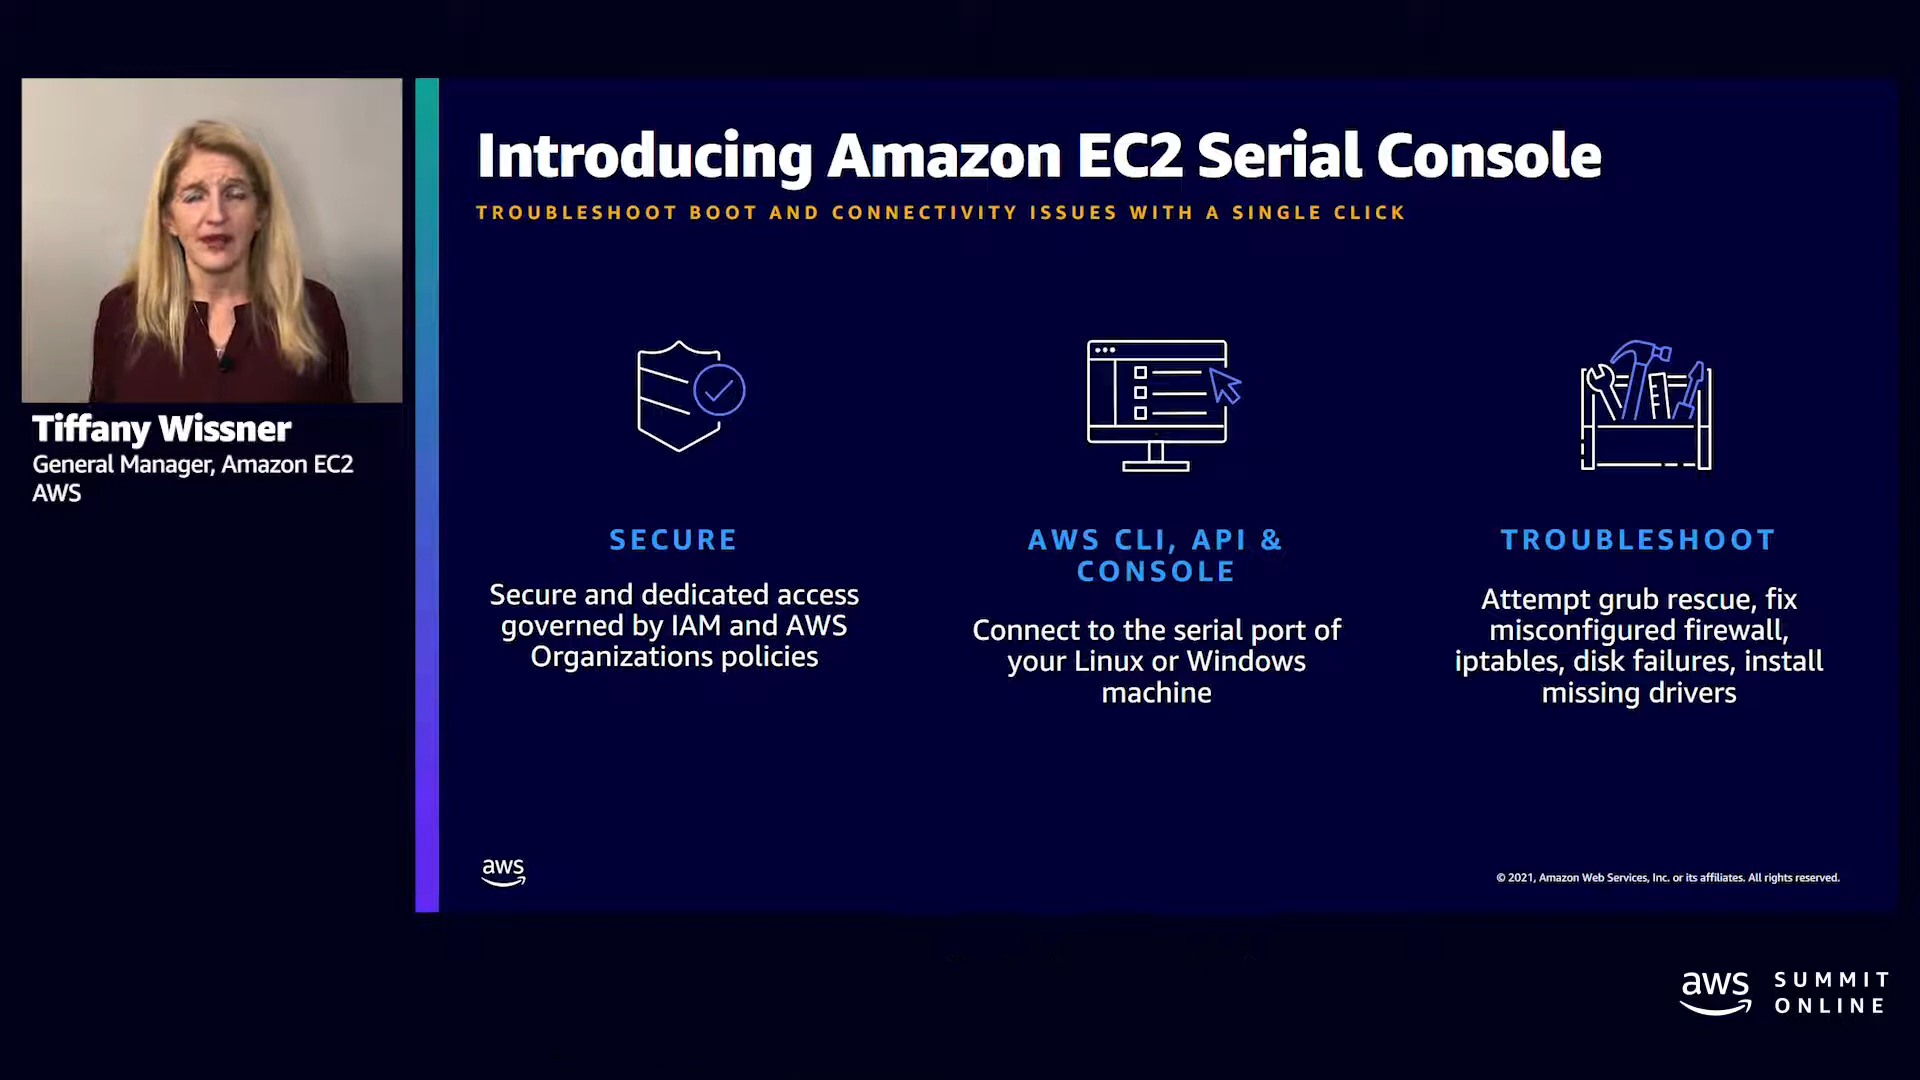 Introducing Amazon EC2 Serial Console
TROUBLESHOOT BOOT AND CONNECTIVITY ISSUES WITH A SINGLE CLICK
Tiffany Wissner
General Manager, Amazon EC2
AWS
SECURE
Secure and dedicated access
governed by IAM and AWS
Organizations policies
AWS CLI, API &
CONSOLE
Connect to the serial port of
your Linux or Windows
machine
TROUBLESHOOT
Attempt grub rescue, fix
misconfigured firewall,
iptables, disk failures, install
missing drivers
aws
© 2021, Amazon Web Services, Inc. or its affiliates. All rights reserved.
aws SUMMIT
ONLINE